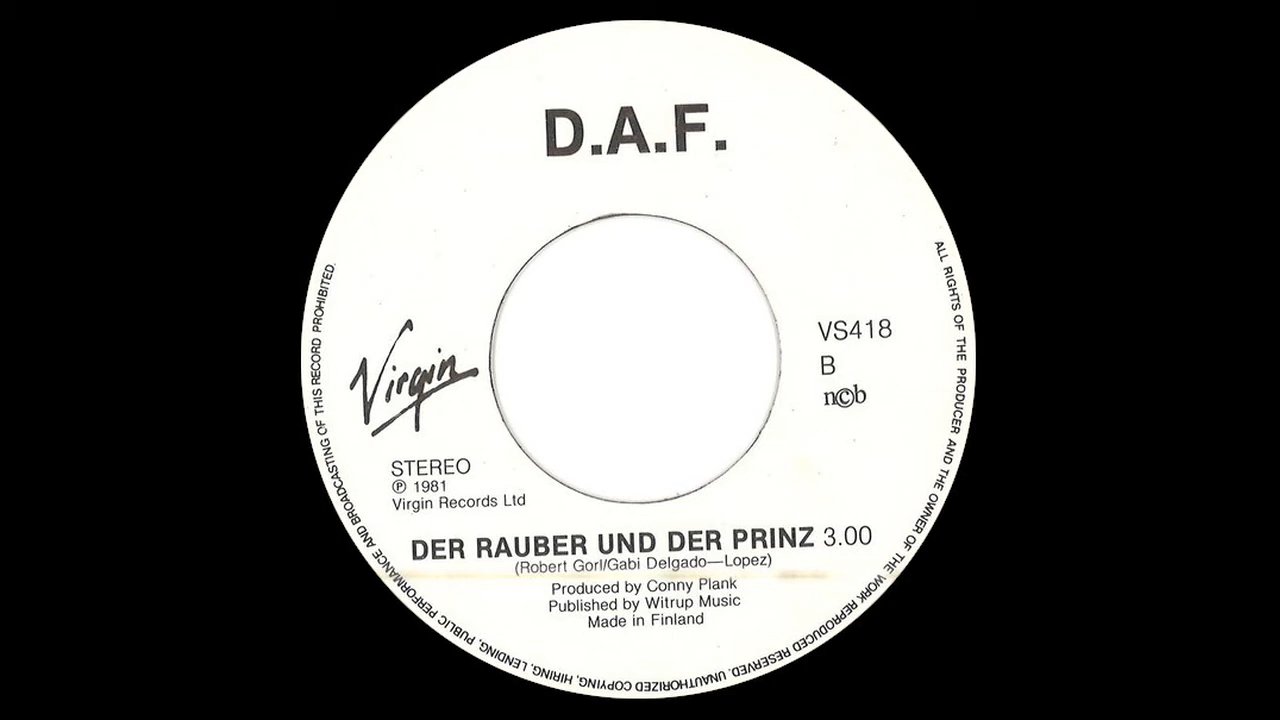 D.A.F.
Virgin
VS418
B
ncb
STEREO
℗ 1981
Virgin Records Ltd
DER RAUBER UND DER PRINZ 3.00
(Robert Gorl/Gabi Delgado—Lopez)
Produced by Conny Plank
Published by Witrup Music
Made in Finland
ALL RIGHTS OF THE PRODUCER AND THE OWNER OF THE WORK REPRODUCED RESERVED. UNAUTHORIZED COPYING, HIRING, LENDING, PUBLIC PERFORMANCE AND BROADCASTING OF THIS RECORD PROHIBITED.